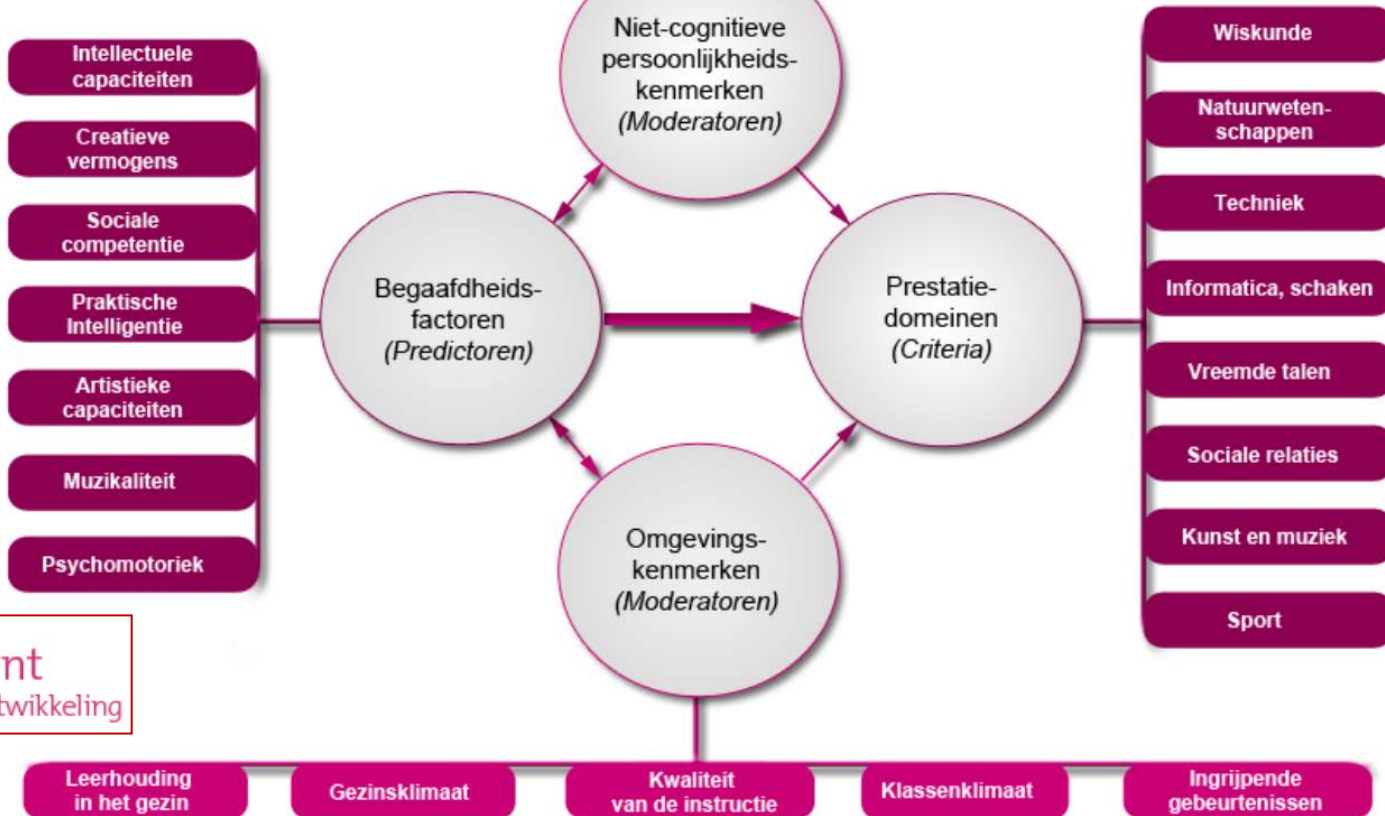 Intellectuele
capaciteiten
Creatieve
vermogens
Sociale
competentie
Praktische
Intelligentie
Artistieke
capaciteiten
Muzikaliteit
Psychomotoriek
Niet-cognitieve
persoonlijkheids-
kenmerken
(Moderatoren)
Begaafdheids-
factoren
(Predictoren)
Prestatie-
domeinen
(Criteria)
Omgevings-
kenmerken
(Moderatoren)
Wiskunde
Natuurweten-
schappen
Techniek
Informatica, schaken
Vreemde talen
Sociale relaties
Kunst en muziek
Sport
nt
twikkeling
Leerhouding
in het gezin
Gezinsklimaat
Kwaliteit
van de instructie
Klassenklimaat
Ingrijpende
gebeurtenissen